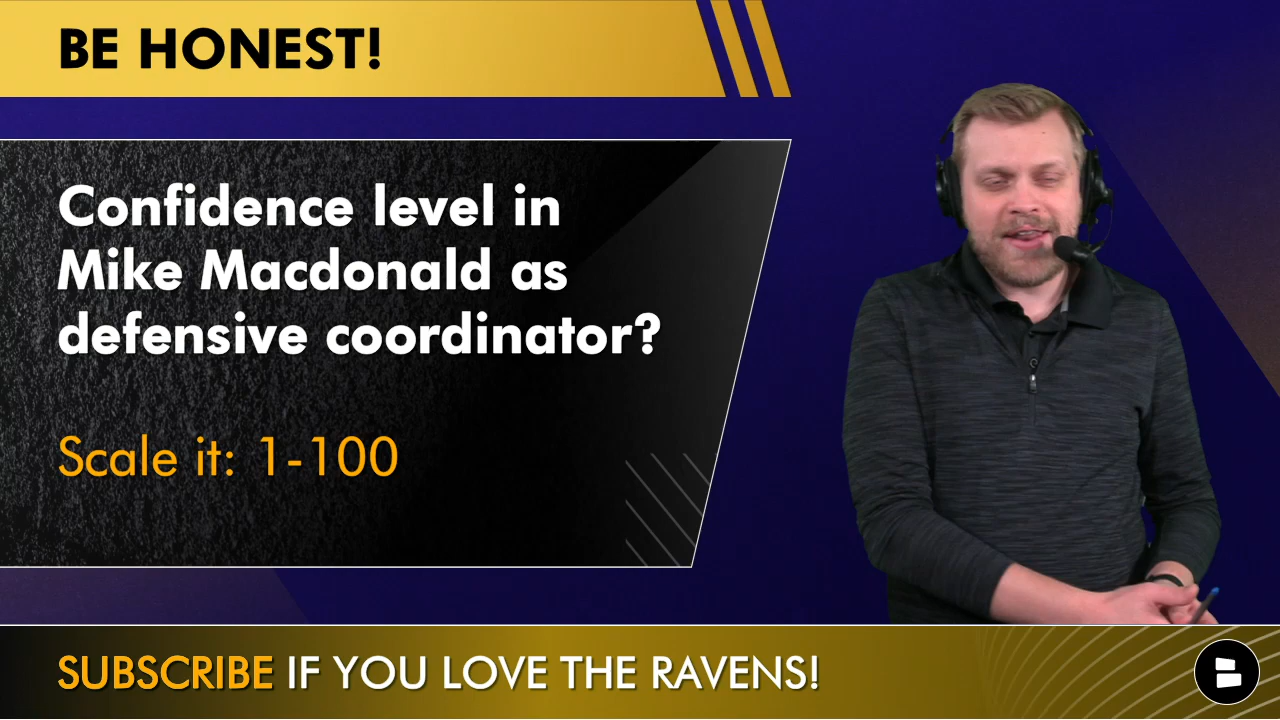 BE HONEST!
Confidence level in
Mike Macdonald as
defensive coordinator?
Scale it: 1-100
SUBSCRIBE IF YOU LOVE THE RAVENS!